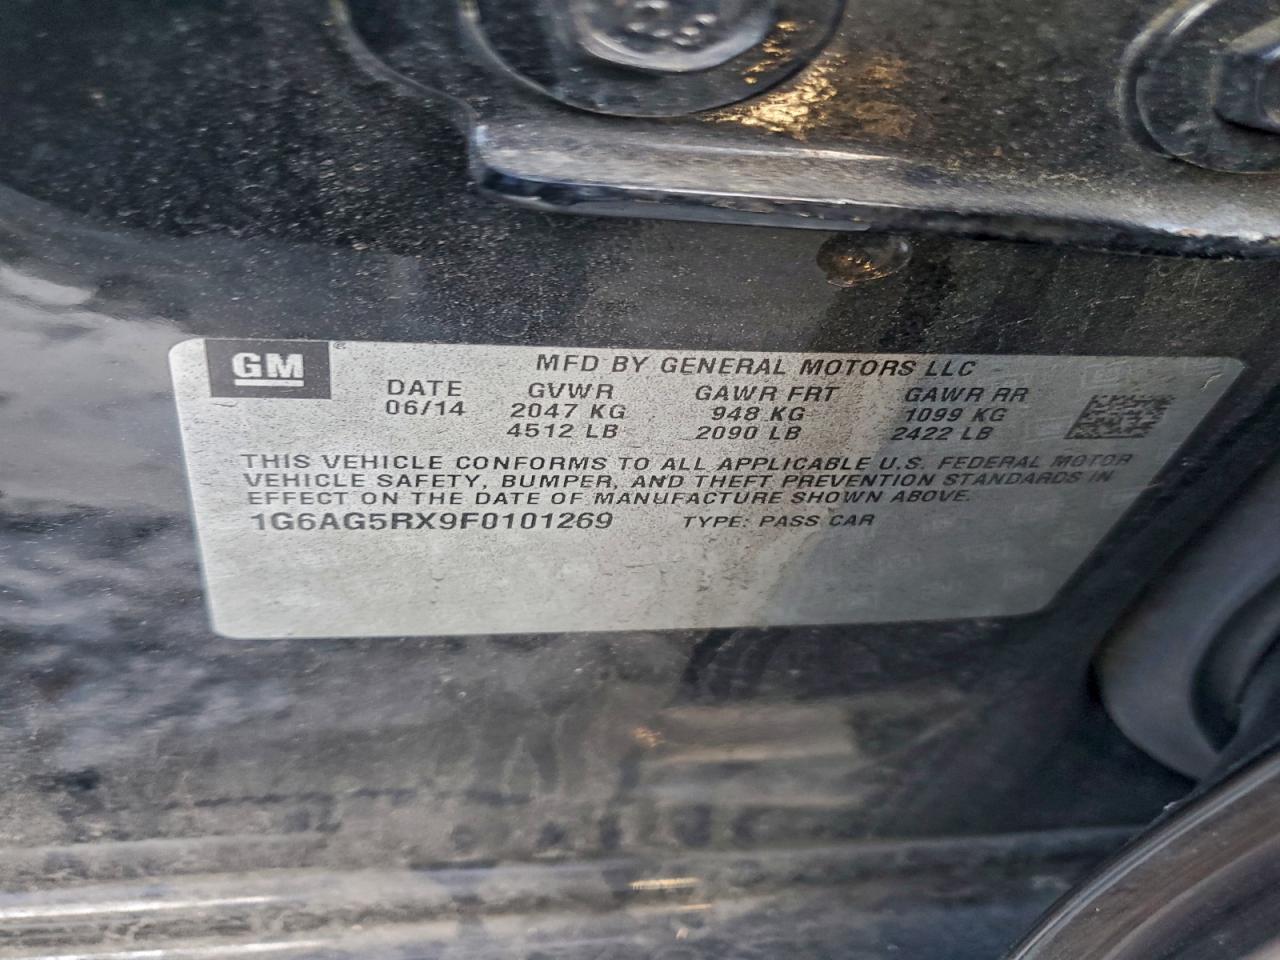 GM ®
MFD BY GENERAL MOTORS LLC
DATE GVWR GAWR FRT GAWR RR
06/14 2047 KG 948 KG 1099 KG
4512 LB 2090 LB 2422 LB
THIS VEHICLE CONFORMS TO ALL APPLICABLE U.S. FEDERAL MOTOR
VEHICLE SAFETY, BUMPER, AND THEFT PREVENTION STANDARDS IN
EFFECT ON THE DATE OF MANUFACTURE SHOWN ABOVE.
1G6AG5RX9F0101269 TYPE: PASS CAR